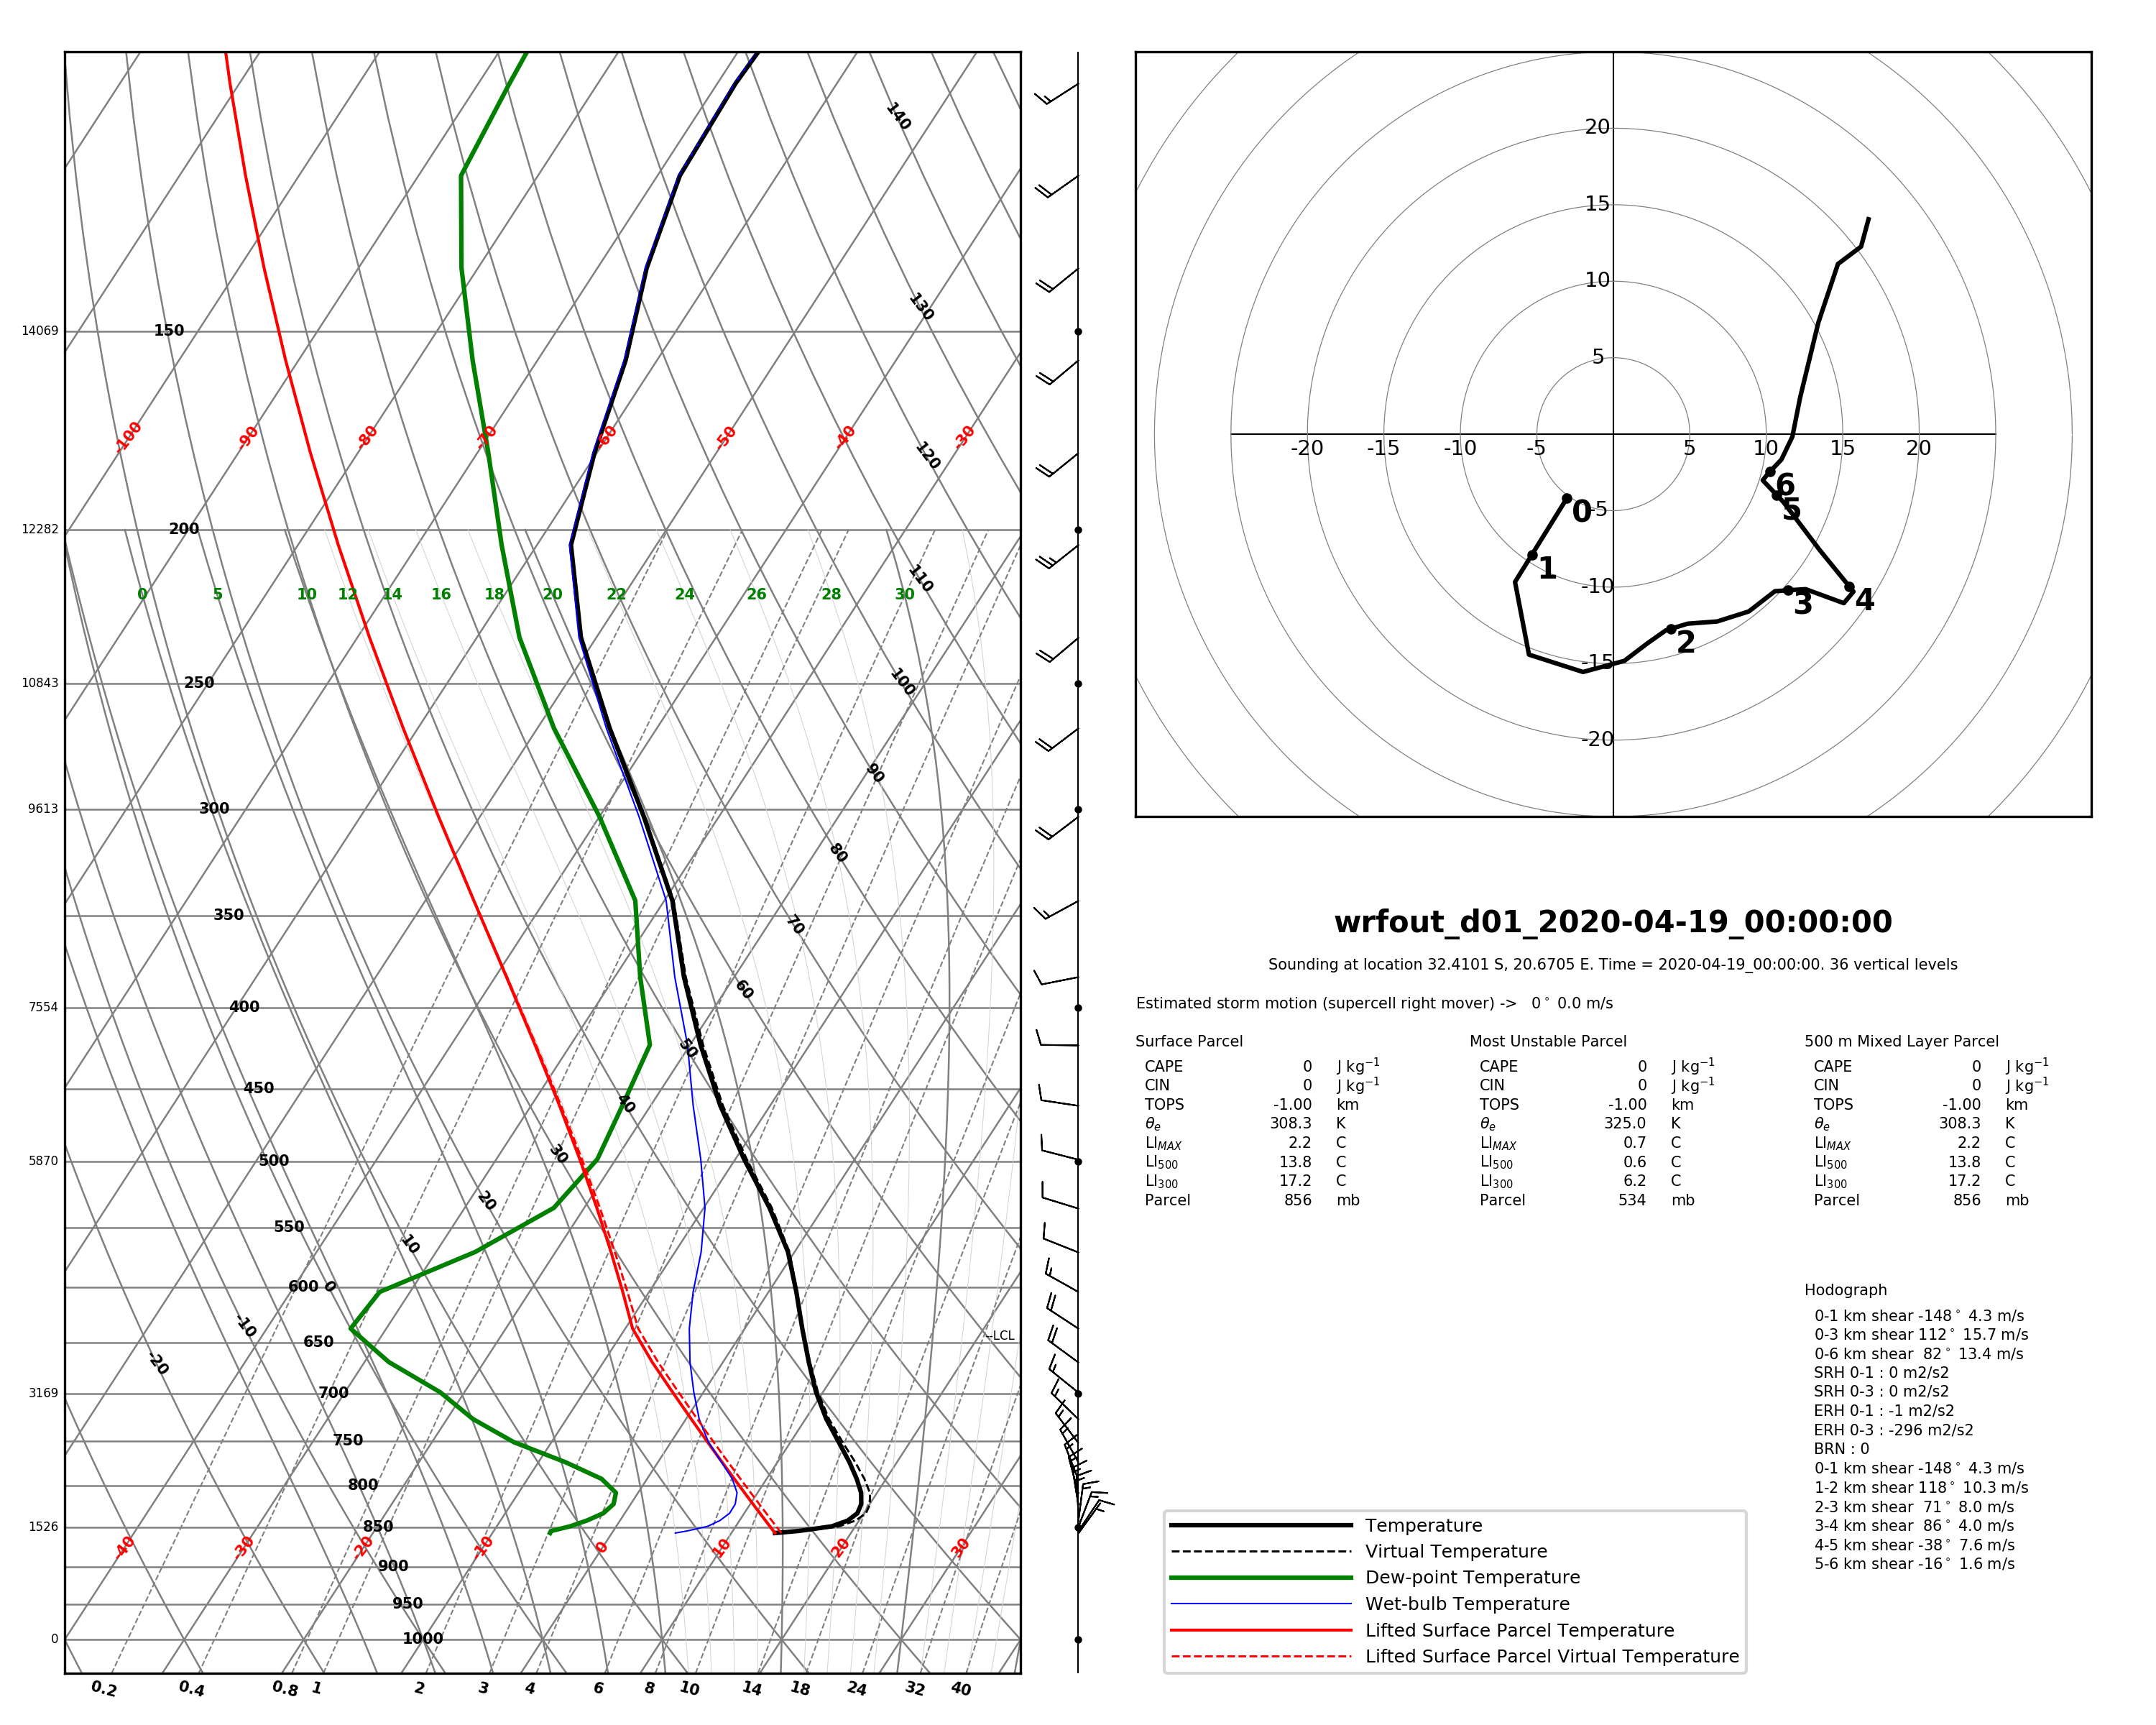 140
130
120
110
100
90
80
70
60
50
40
30
20
10
0
-10
-20
14069 150
-100 -90 -80 -70 -60 -50 -40 -30
12282 200
0 5 10 12 14 16 18 20 22 24 26 28 30
10843 250
9613 300
350
7554 400
450
5870 500
550
600
650 --LCL
3169 700
750
800
1526 850
-40 -30 -20 -10 0 10 20 30
900
950
0 1000
0.2 0.4 0.8 1 2 3 4 6 8 10 14 18 24 32 40
20
15
10
5
-20 -15 -10 -5 5 10 15 20
-5
-10
-15
-20
0 1 2 3 4 5 6
wrfout_d01_2020-04-19_00:00:00
Sounding at location 32.4101 S, 20.6705 E. Time = 2020-04-19_00:00:00. 36 vertical levels
Estimated storm motion (supercell right mover) -> 0° 0.0 m/s
Surface Parcel
CAPE 0 J kg⁻¹
CIN 0 J kg⁻¹
TOPS -1.00 km
θe 308.3 K
LI_MAX 2.2 C
LI500 13.8 C
LI300 17.2 C
Parcel 856 mb
Most Unstable Parcel
CAPE 0 J kg⁻¹
CIN 0 J kg⁻¹
TOPS -1.00 km
θe 325.0 K
LI_MAX 0.7 C
LI500 0.6 C
LI300 6.2 C
Parcel 534 mb
500 m Mixed Layer Parcel
CAPE 0 J kg⁻¹
CIN 0 J kg⁻¹
TOPS -1.00 km
θe 308.3 K
LI_MAX 2.2 C
LI500 13.8 C
LI300 17.2 C
Parcel 856 mb
Hodograph
0-1 km shear -148° 4.3 m/s
0-3 km shear 112° 15.7 m/s
0-6 km shear 82° 13.4 m/s
SRH 0-1 : 0 m2/s2
SRH 0-3 : 0 m2/s2
ERH 0-1 : -1 m2/s2
ERH 0-3 : -296 m2/s2
BRN : 0
0-1 km shear -148° 4.3 m/s
1-2 km shear 118° 10.3 m/s
2-3 km shear 71° 8.0 m/s
3-4 km shear 86° 4.0 m/s
4-5 km shear -38° 7.6 m/s
5-6 km shear -16° 1.6 m/s
Temperature
Virtual Temperature
Dew-point Temperature
Wet-bulb Temperature
Lifted Surface Parcel Temperature
Lifted Surface Parcel Virtual Temperature